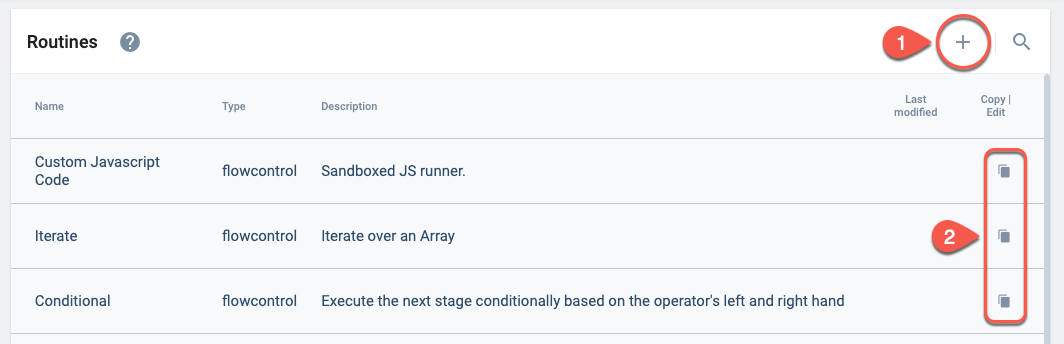 Routines ?
1
Name Type Description Last modified Copy | Edit
Custom Javascript
Code
flowcontrol Sandboxed JS runner.
Iterate flowcontrol Iterate over an Array
2
Conditional flowcontrol Execute the next stage conditionally based on the operator's left and right hand